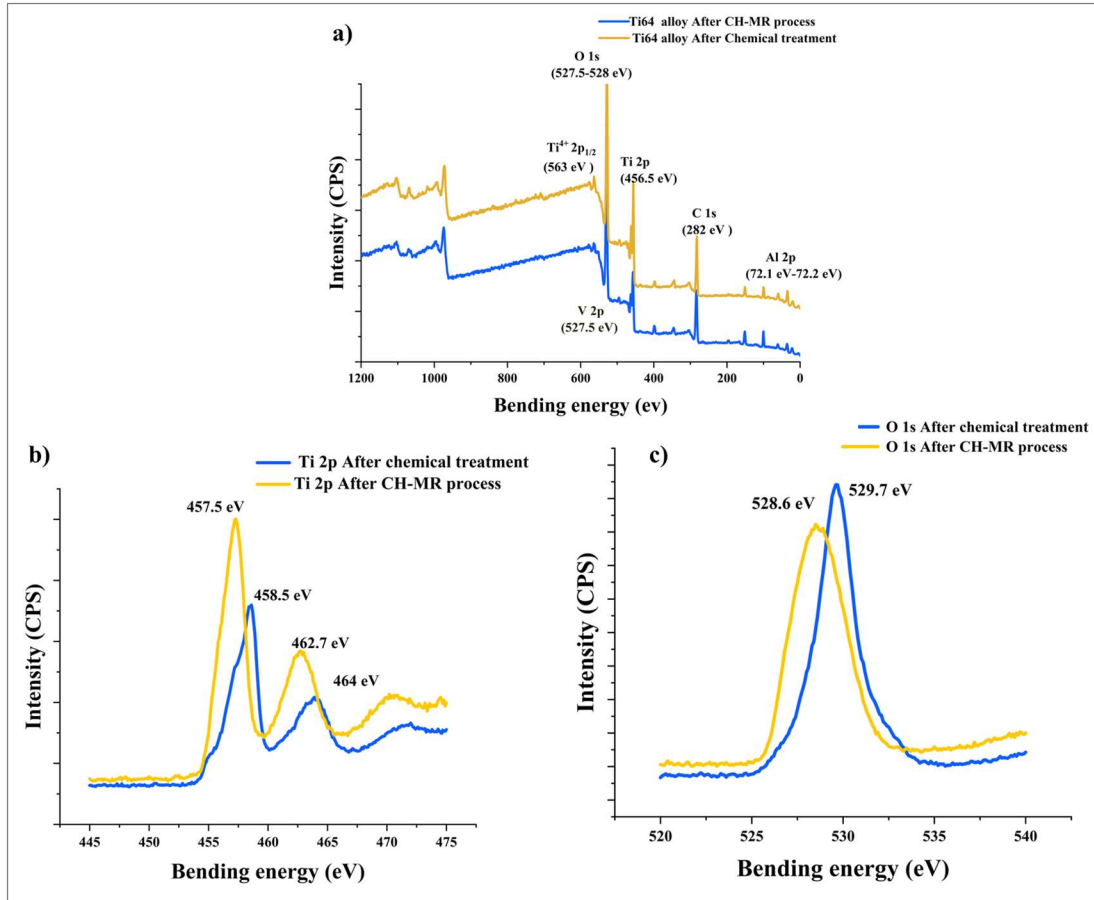 a)
Ti64 alloy After CH-MR process
Ti64 alloy After Chemical treatment
O 1s
(527.5-528 eV)
Ti4+ 2p1/2
(563 eV )
Ti 2p
(456.5eV)
C 1s
(282 eV )
Al 2p
(72.1 eV-72.2 eV)
V 2p
(527.5 eV)
Intensity (CPS)
1200 1000 800 600 400 200 0
Bending energy (ev)
b)
Ti 2p After chemical treatment
Ti 2p After CH-MR process
457.5 eV
458.5 eV
462.7 eV
464 eV
Intensity (CPS)
445 450 455 460 465 470 475
Bending energy (eV)
c)
O 1s After chemical treatment
O 1s After CH-MR process
528.6 eV
529.7 eV
Intensity (CPS)
520 525 530 535 540
Bending energy (eV)